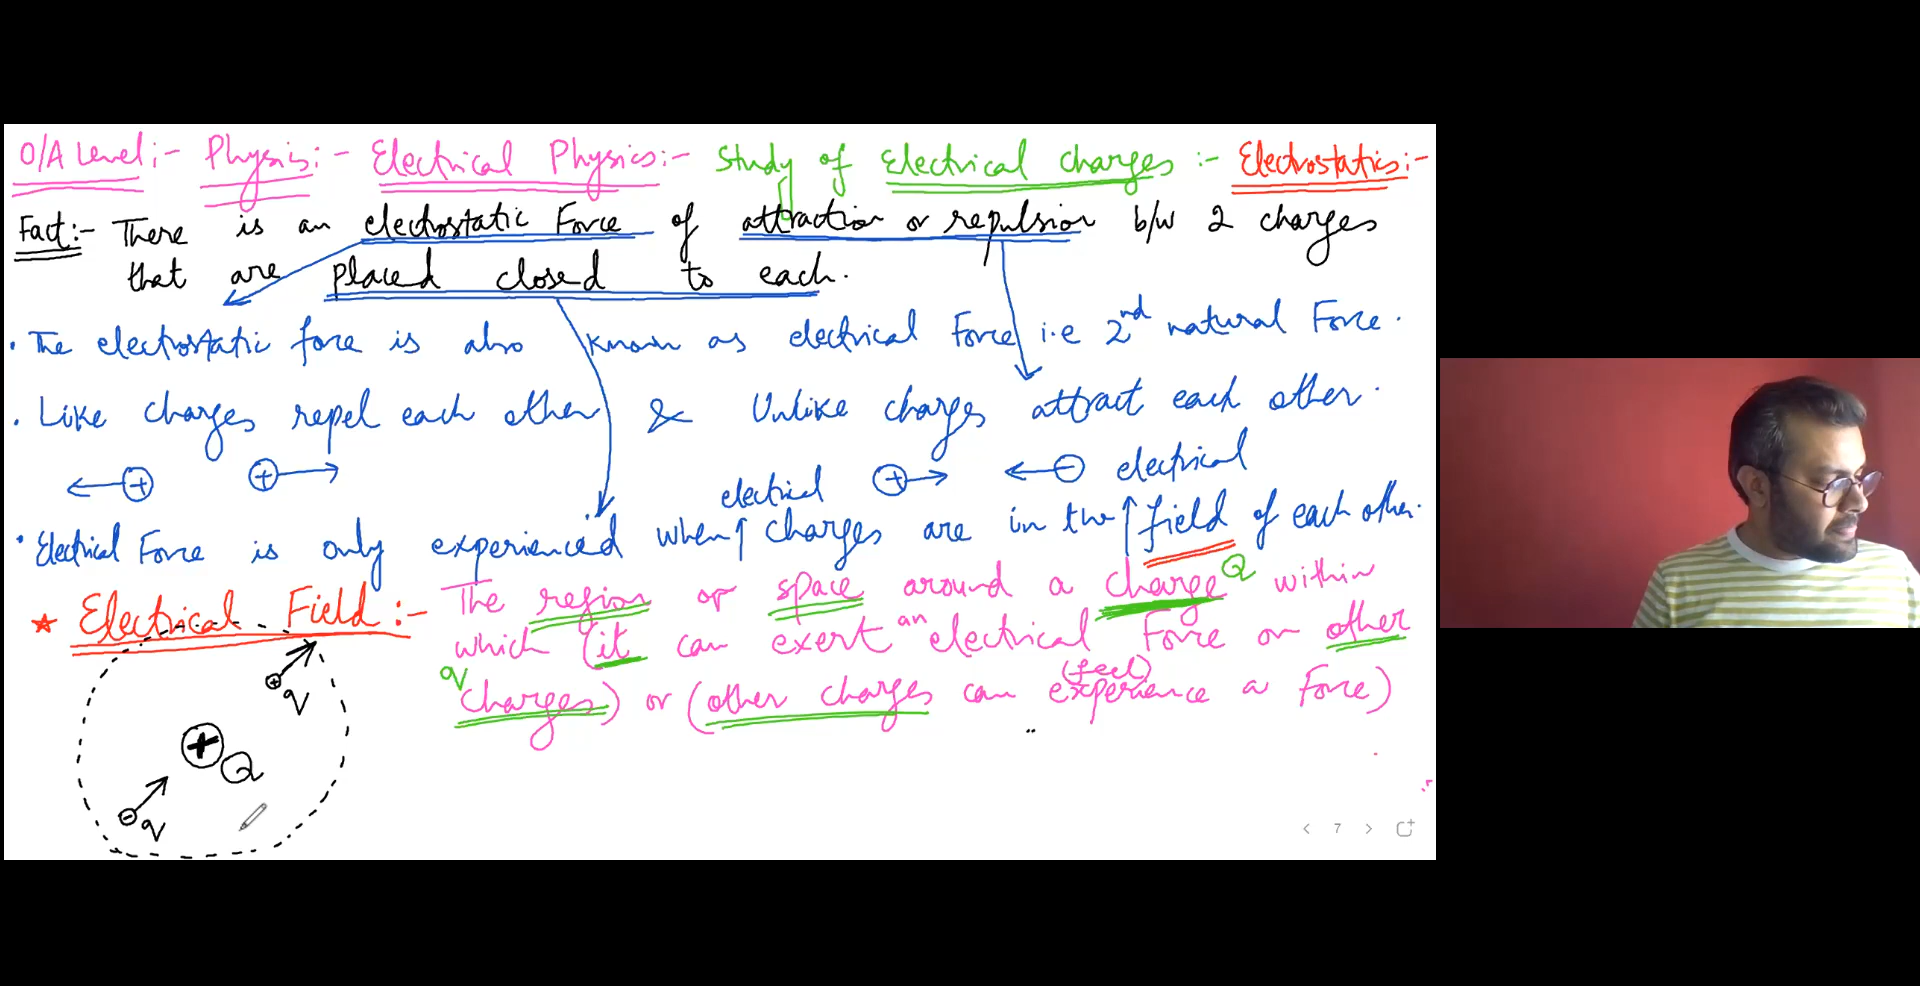 O/A Level:- Physis:- Electrical Physics:- Study of Electrical charges :- Electrostatics:-
Fact:- There is an electrostatic Force of attraction or repulsion b/w 2 charges
that are placed closed to each.
• The electrostatic force is also known as electrical Force i.e 2nd natural Force.
• Like charges repel each other & Unlike charges attract each other.
+ + + -
electrical electrical
• Electrical Force is only experienced when ↑ charges are in the ↑ field of each other.
★ Electrical Field:- The region or space around a charge Q within
which (it can exert an electrical Force on other
q charges) or (other charges can experience (feel) a Force)
+ q
+ Q
- q
< 7 >